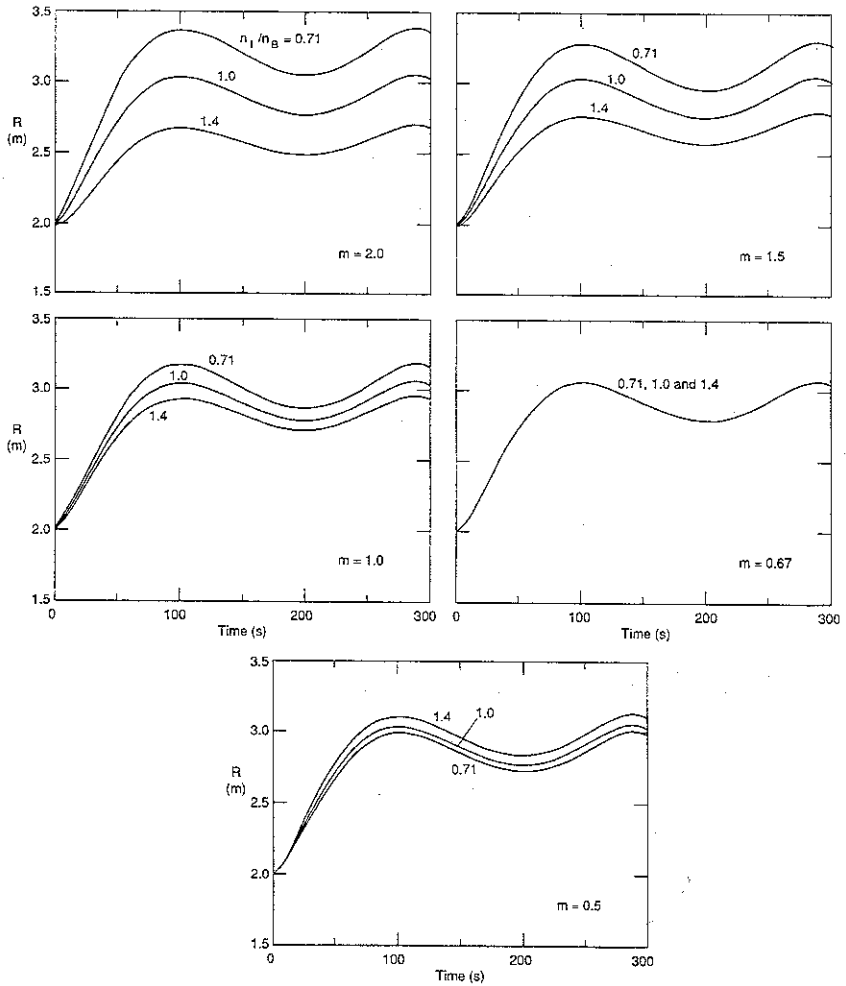 3.5
n_I/n_B = 0.71
3.0
1.0
R
(m)
1.4
2.5
2.0
m = 2.0
1.5
0.71
1.0
1.4
m = 1.5
3.5
0.71
3.0
1.0
R
(m)
1.4
2.5
2.0
m = 1.0
1.5
0 100 200 300
Time (s)
0.71, 1.0 and 1.4
m = 0.67
0 100 200 300
Time (s)
3.5
1.4 1.0
3.0
R
(m)
0.71
2.5
2.0
m = 0.5
1.5
0 100 200 300
Time (s)